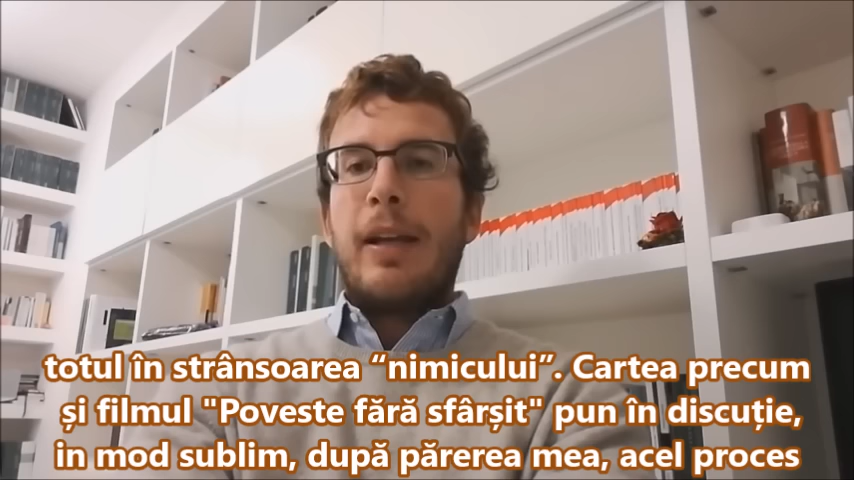 totul în strânsoarea “nimicului”. Cartea precum
și filmul "Poveste fără sfârșit" pun în discuție,
in mod sublim, după părerea mea, acel proces